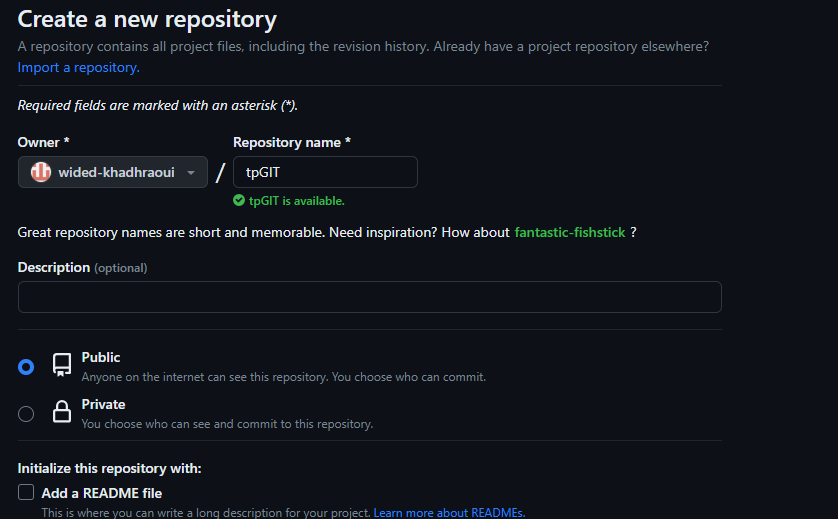 Create a new repository
A repository contains all project files, including the revision history. Already have a project repository elsewhere?
Import a repository.
Required fields are marked with an asterisk (*).
Owner * Repository name *
wided-khadhraoui / tpGIT
tpGIT is available.
Great repository names are short and memorable. Need inspiration? How about fantastic-fishstick ?
Description (optional)
Public
Anyone on the internet can see this repository. You choose who can commit.
Private
You choose who can see and commit to this repository.
Initialize this repository with:
Add a README file
This is where you can write a long description for your project. Learn more about READMEs.